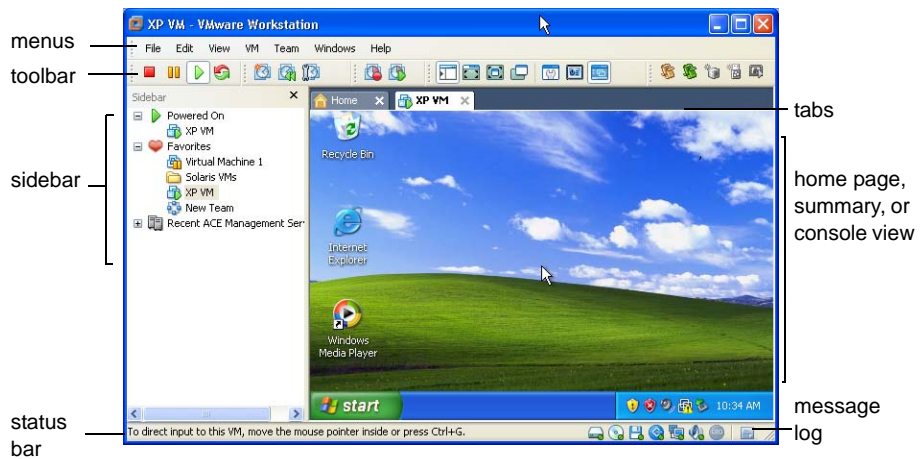 XP VM - VMware Workstation
menus
File Edit View VM Team Windows Help
toolbar
Sidebar
Home
XP VM
tabs
Powered On
XP VM
Favorites
Virtual Machine 1
Solaris VMs
XP VM
New Team
Recent ACE Management Ser
sidebar
Recycle Bin
Internet
Explorer
Windows
Media Player
home page,
summary, or
console view
start
10:34 AM
status
bar
To direct input to this VM, move the mouse pointer inside or press Ctrl+G.
message
log